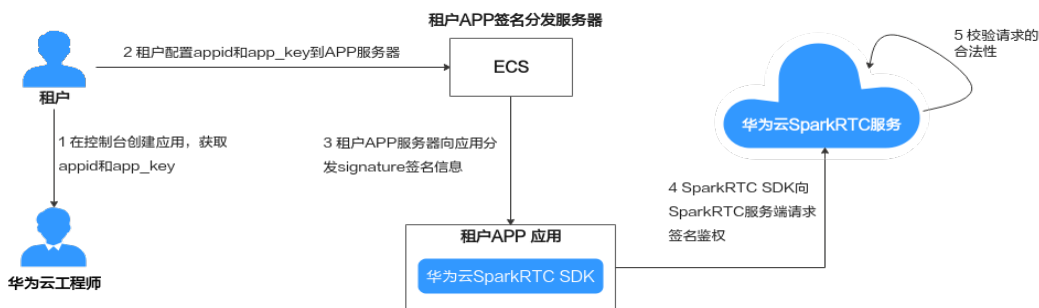 租户APP签名分发服务器
2 租户配置appid和app_key到APP服务器
ECS
5 校验请求的
合法性
租户
华为云SparkRTC服务
1 在控制台创建应用，获取
appid和app_key
3 租户APP服务器向应用分
发signature签名信息
4 SparkRTC SDK向
SparkRTC服务端请求
签名鉴权
租户APP 应用
华为云SparkRTC SDK
华为云工程师